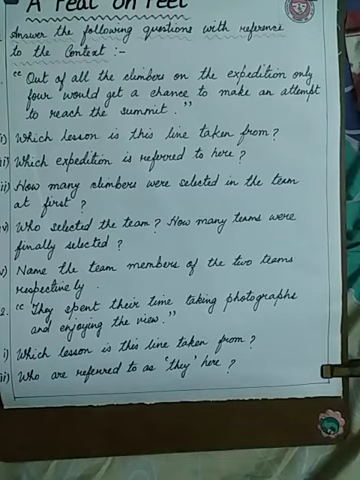 A Feat on Feet
Answer the following questions with reference
to the Context :-
"Out of all the climbers on the expedition only
four would get a chance to make an attempt
to reach the summit."
i) Which lesson is this line taken from?
ii) Which expedition is referred to here?
iii) How many climbers were selected in the team
at first?
iv) Who selected the team? How many teams were
finally selected?
v) Name the team members of the two teams
respectively.
2. "They spent their time taking photographs
and enjoying the view."
i) Which lesson is this line taken from?
ii) Who are referred to as 'they' here?